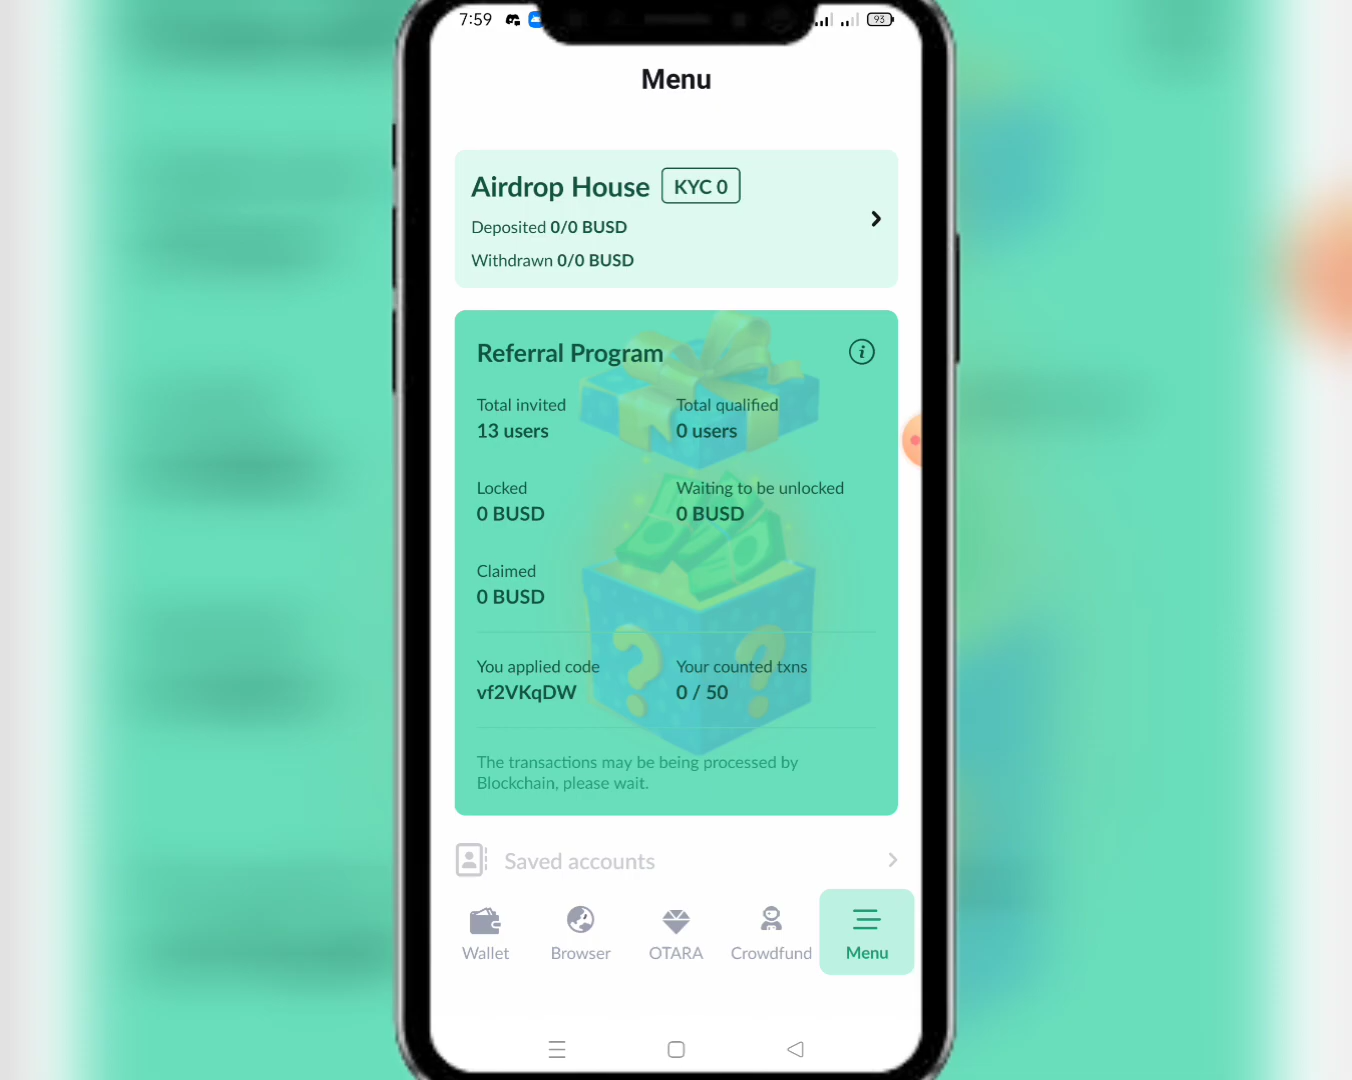 7:59
93
Menu
Airdrop House KYC 0
Deposited 0/0 BUSD
Withdrawn 0/0 BUSD
Referral Program
Total invited Total qualified
13 users 0 users
Locked Waiting to be unlocked
0 BUSD 0 BUSD
Claimed
0 BUSD
You applied code Your counted txns
vf2VKqDW 0 / 50
The transactions may be being processed by
Blockchain, please wait.
Saved accounts
Wallet Browser OTARA Crowdfund Menu